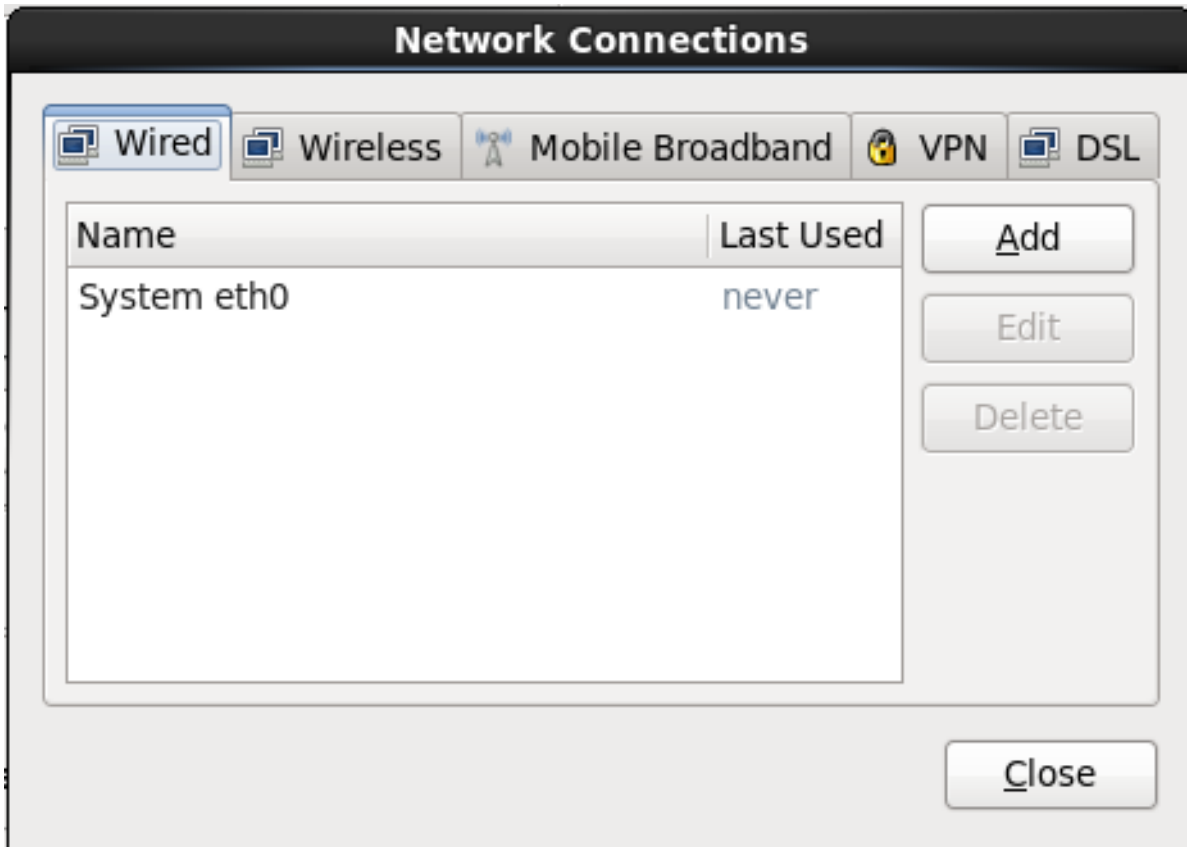 Network Connections
Wired Wireless Mobile Broadband VPN DSL
Name Last Used Add
System eth0 never
Edit
Delete
Close